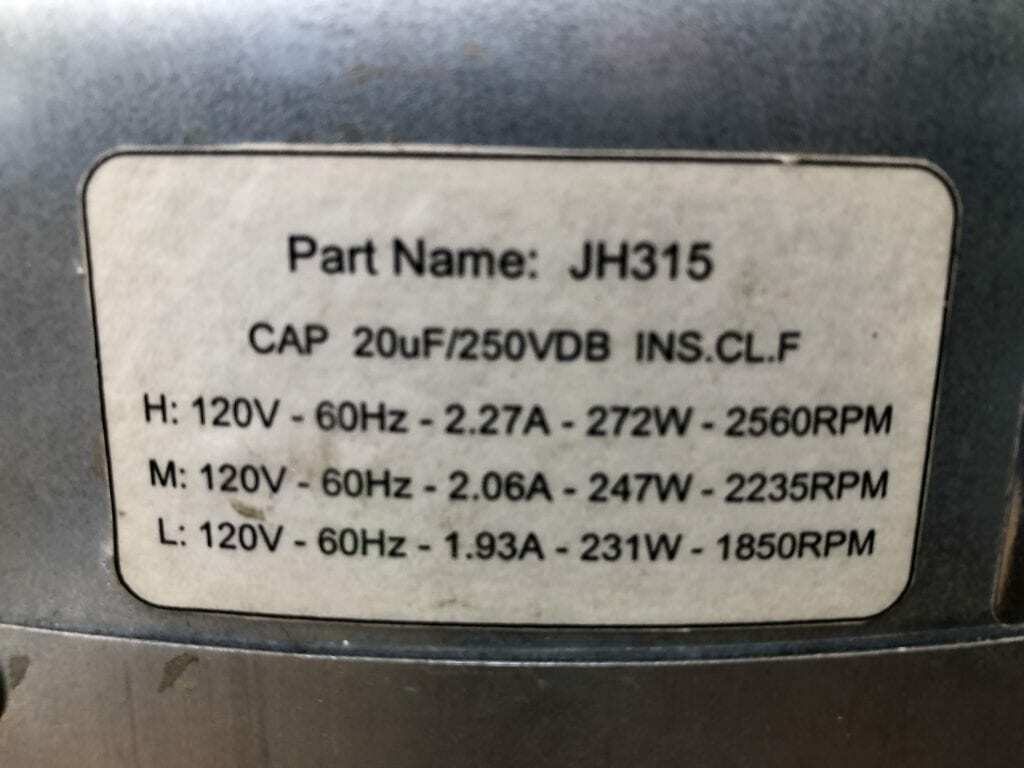 Part Name: JH315
CAP 20uF/250VDB INS.CL.F
H: 120V - 60Hz - 2.27A - 272W - 2560RPM
M: 120V - 60Hz - 2.06A - 247W - 2235RPM
L: 120V - 60Hz - 1.93A - 231W - 1850RPM